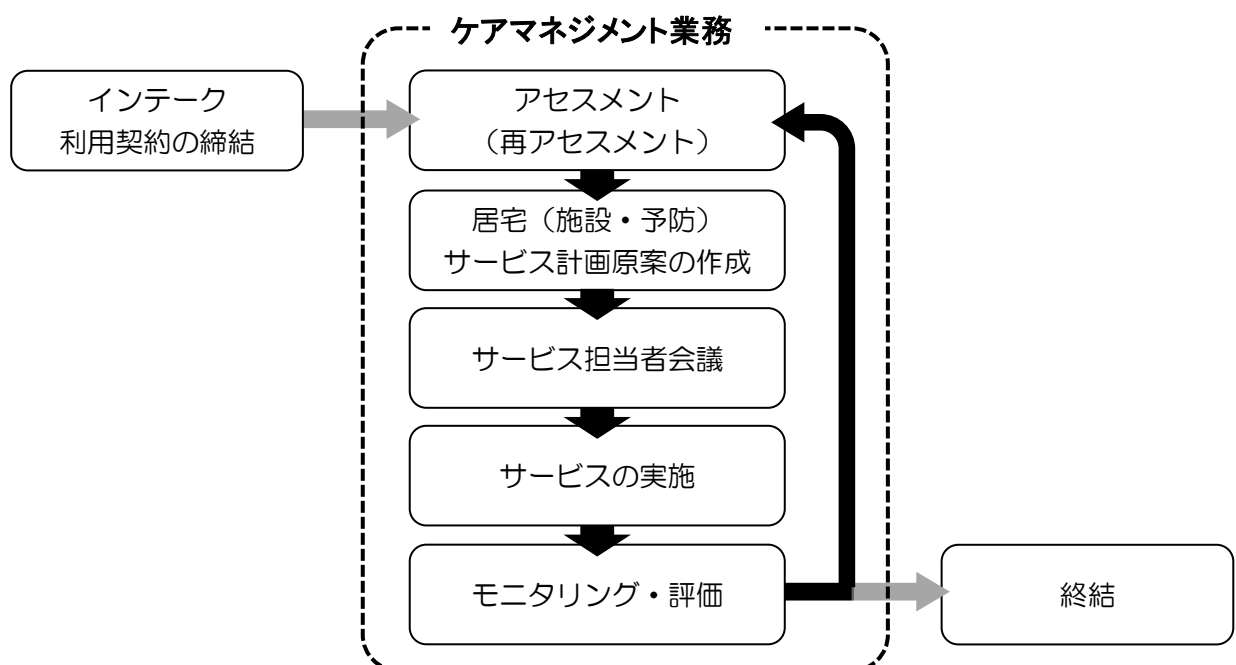 ケアマネジメント業務
インテーク
利用契約の締結
アセスメント
（再アセスメント）
居宅（施設・予防）
サービス計画原案の作成
サービス担当者会議
サービスの実施
モニタリング・評価
終結